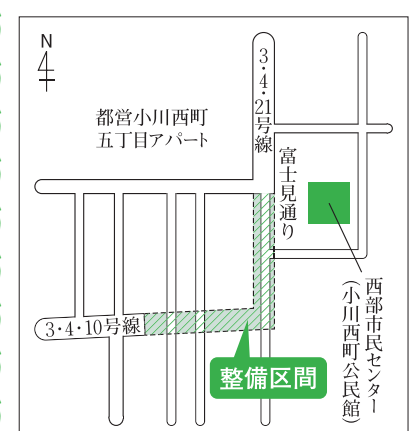 N
都営小川西町
五丁目アパート
3・4・21号線
富士見通り
3・4・10号線
整備区間
西部市民センター
(小川西町公民館)